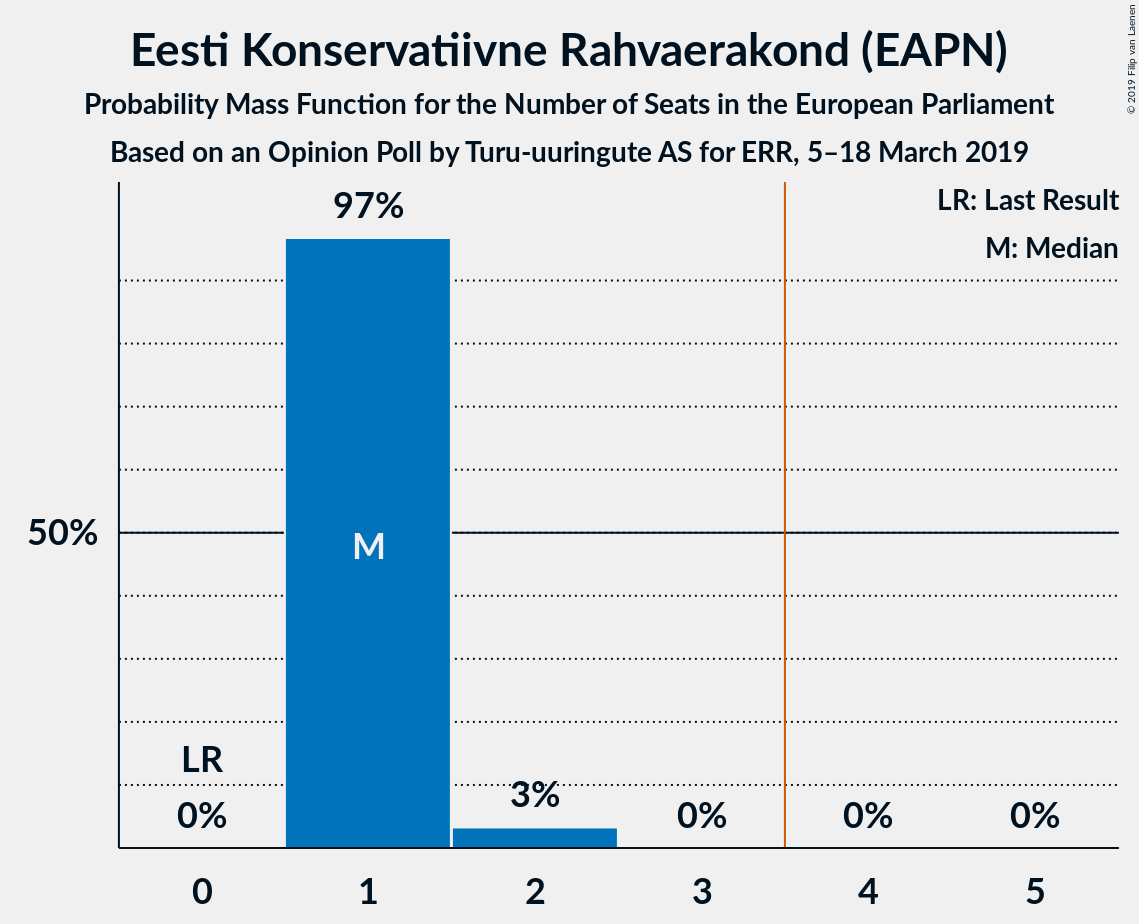 Eesti Konservatiivne Rahvaerakond (EAPN)
Probability Mass Function for the Number of Seats in the European Parliament
Based on an Opinion Poll by Turu-uuringute AS for ERR, 5–18 March 2019
© 2019 Filip van Laenen
LR: Last Result
M: Median
97%
50%
M
LR
0%
3%
0%
0%
0%
0
1
2
3
4
5